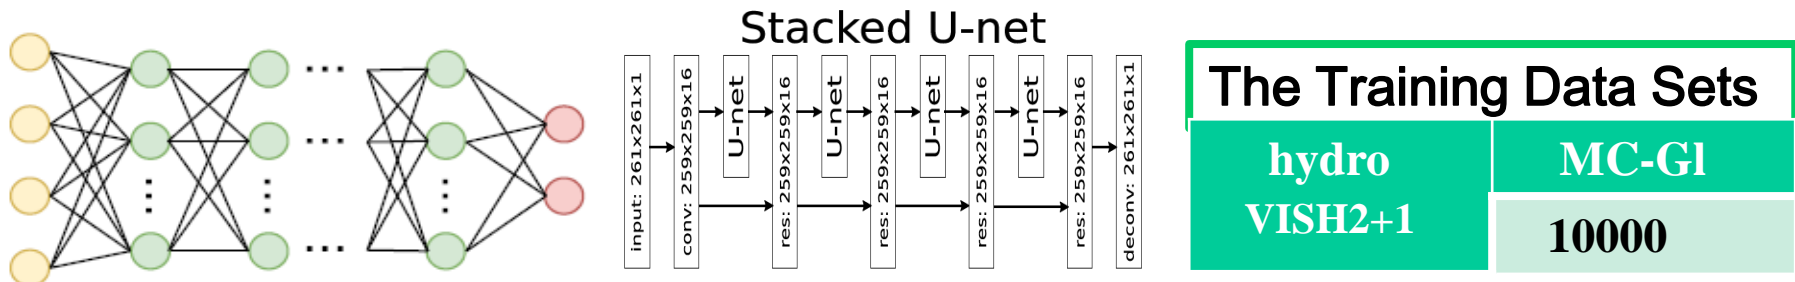 Stacked U-net
input: 261x261x1
conv: 259x259x16
U-net
res: 259x259x16
U-net
res: 259x259x16
U-net
res: 259x259x16
U-net
res: 259x259x16
deconv: 261x261x1
The Training Data Sets
hydro
VISH2+1
MC-Gl
10000